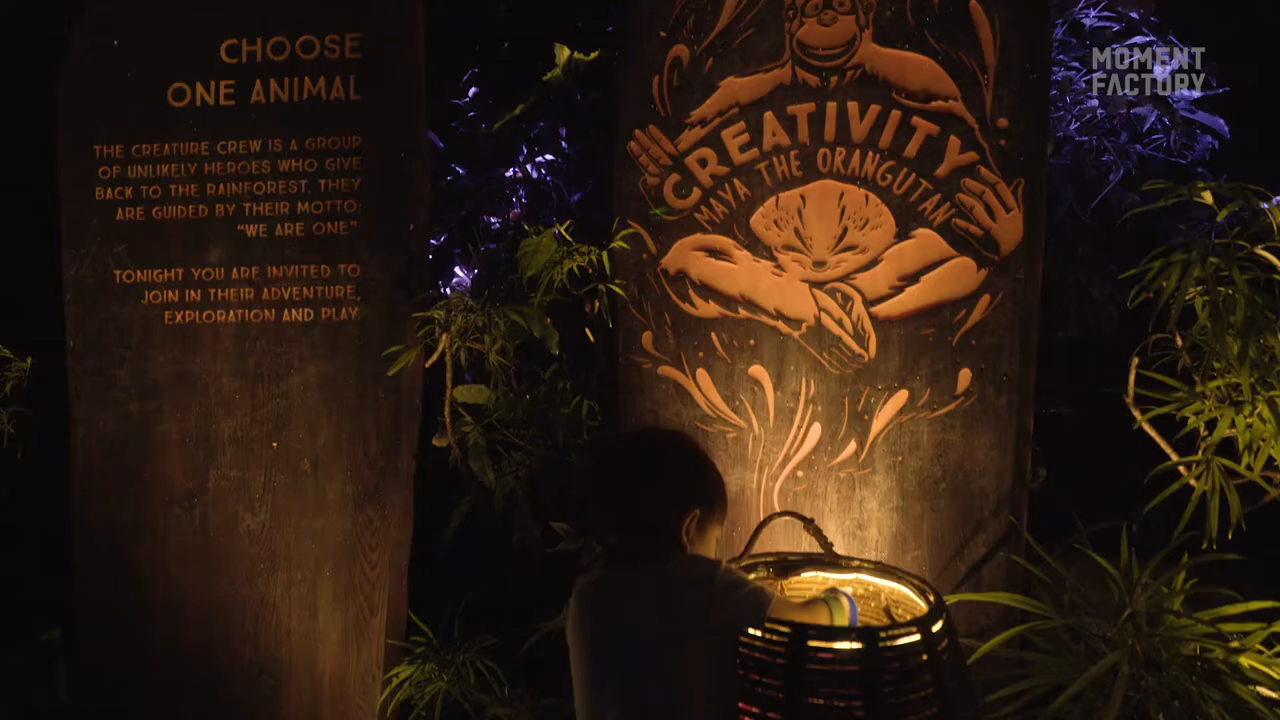 CHOOSE
ONE ANIMAL
THE CREATURE CREW IS A GROUP
OF UNLIKELY HEROES WHO GIVE
BACK TO THE RAINFOREST. THEY
ARE GUIDED BY THEIR MOTTO:
"WE ARE ONE"
TONIGHT YOU ARE INVITED TO
JOIN IN THEIR ADVENTURE,
EXPLORATION AND PLAY.
CREATIVITY
MAYA THE ORANGUTAN
MOMENT
FACTORY